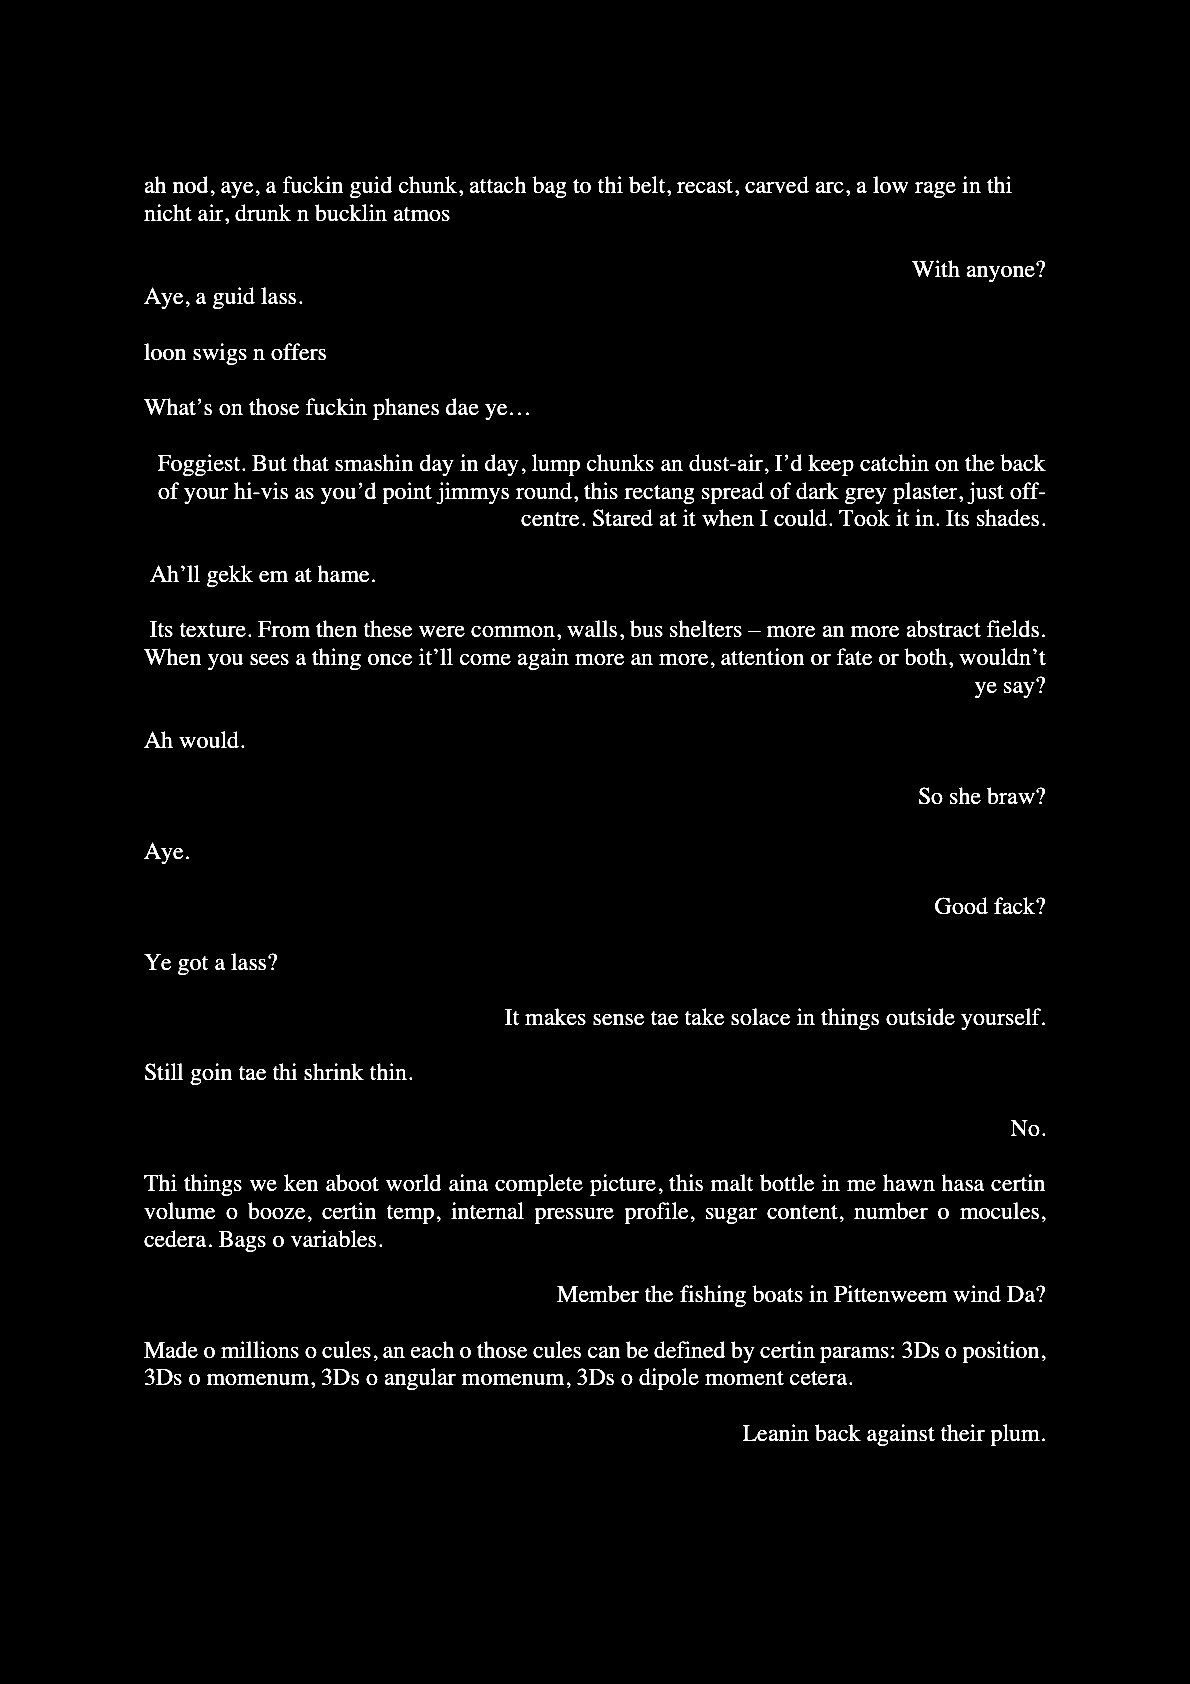 ah nod, aye, a fuckin guid chunk, attach bag to thi belt, recast, carved arc, a low rage in thi
nicht air, drunk n bucklin atmos
With anyone?
Aye, a guid lass.
loon swigs n offers
What’s on those fuckin phanes dae ye…
Foggiest. But that smashin day in day, lump chunks an dust-air, I’d keep catchin on the back
of your hi-vis as you’d point jimmys round, this rectang spread of dark grey plaster, just off-
centre. Stared at it when I could. Took it in. Its shades.
Ah’ll gekk em at hame.
Its texture. From then these were common, walls, bus shelters – more an more abstract fields.
When you sees a thing once it’ll come again more an more, attention or fate or both, wouldn’t
ye say?
Ah would.
So she braw?
Aye.
Good fack?
Ye got a lass?
It makes sense tae take solace in things outside yourself.
Still goin tae thi shrink thin.
No.
Thi things we ken aboot world aina complete picture, this malt bottle in me hawn hasa certin
volume o booze, certin temp, internal pressure profile, sugar content, number o mocules,
cedera. Bags o variables.
Member the fishing boats in Pittenweem wind Da?
Made o millions o cules, an each o those cules can be defined by certin params: 3Ds o position,
3Ds o momenum, 3Ds o angular momenum, 3Ds o dipole moment cetera.
Leanin back against their plum.